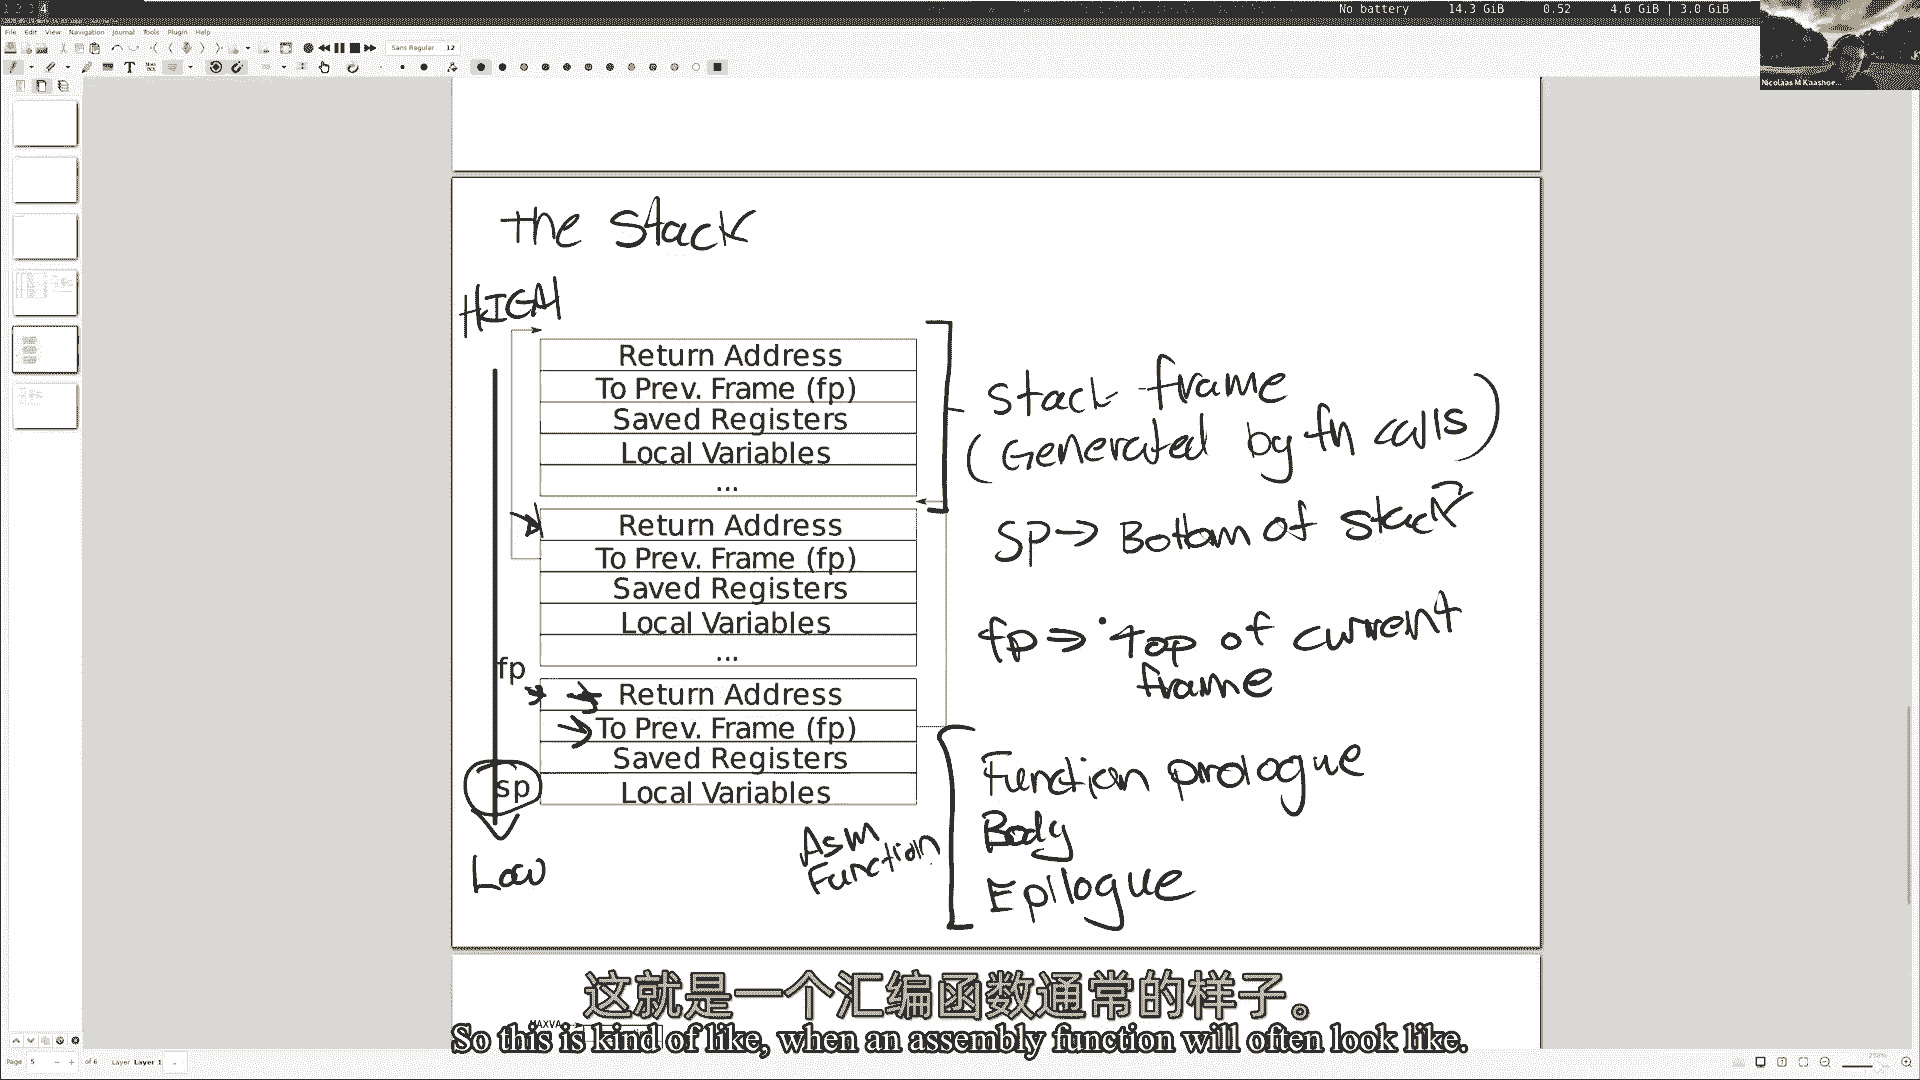 1 2 3 4
No battery 14.3 GiB 0.52 4.6 GiB | 3.0 GiB
File Edit View Navigation Journal Tools Plugin Help
Sans Regular 12
Nicolaas M Kaashoe...
The Stack
HIGH
Return Address
To Prev. Frame (fp)
Saved Registers
Local Variables
...
Stack frame
(Generated by fn calls)
Return Address
To Prev. Frame (fp)
Saved Registers
Local Variables
...
SP → Bottom of stack
fp ⇒ Top of current
frame
fp
Return Address
To Prev. Frame (fp)
Saved Registers
sp
Local Variables
Low
Asm
Function
Function prologue
Body
Epilogue
MAXVA
这就是一个汇编函数通常的样子。
So this is kind of like, when an assembly function will often look like.
Page 5 of 6 Layer Layer 1